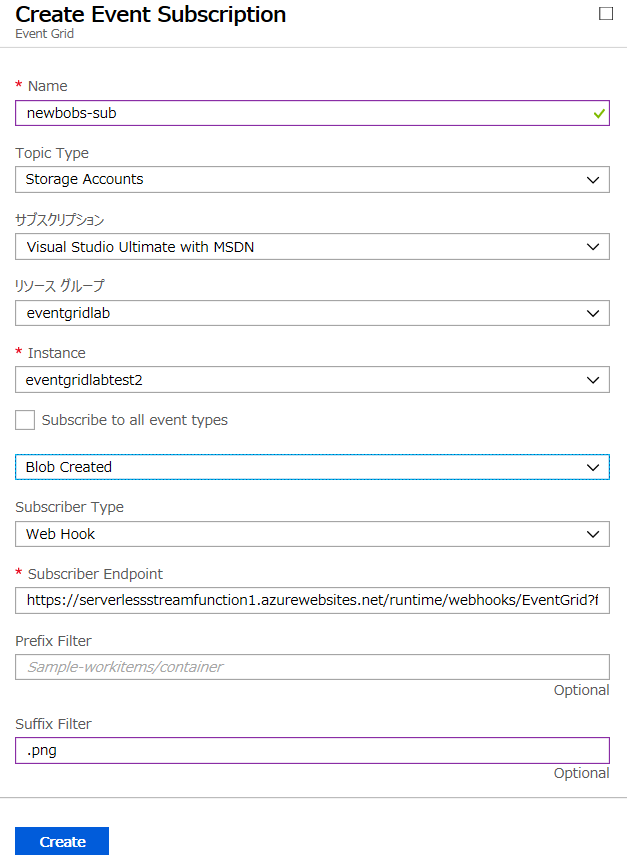 Create Event Subscription
Event Grid
* Name
newbobs-sub
Topic Type
Storage Accounts
サブスクリプション
Visual Studio Ultimate with MSDN
リソース グループ
eventgridlab
* Instance
eventgridlabtest2
Subscribe to all event types
Blob Created
Subscriber Type
Web Hook
* Subscriber Endpoint
https://serverlessstreamfunction1.azurewebsites.net/runtime/webhooks/EventGrid?f
Prefix Filter
Sample-workitems/container
Optional
Suffix Filter
.png
Optional
Create